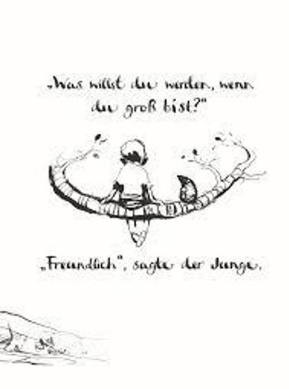 „Was willst du werden, wenn
du groß bist?“
„Freundlich“, sagte der Junge.